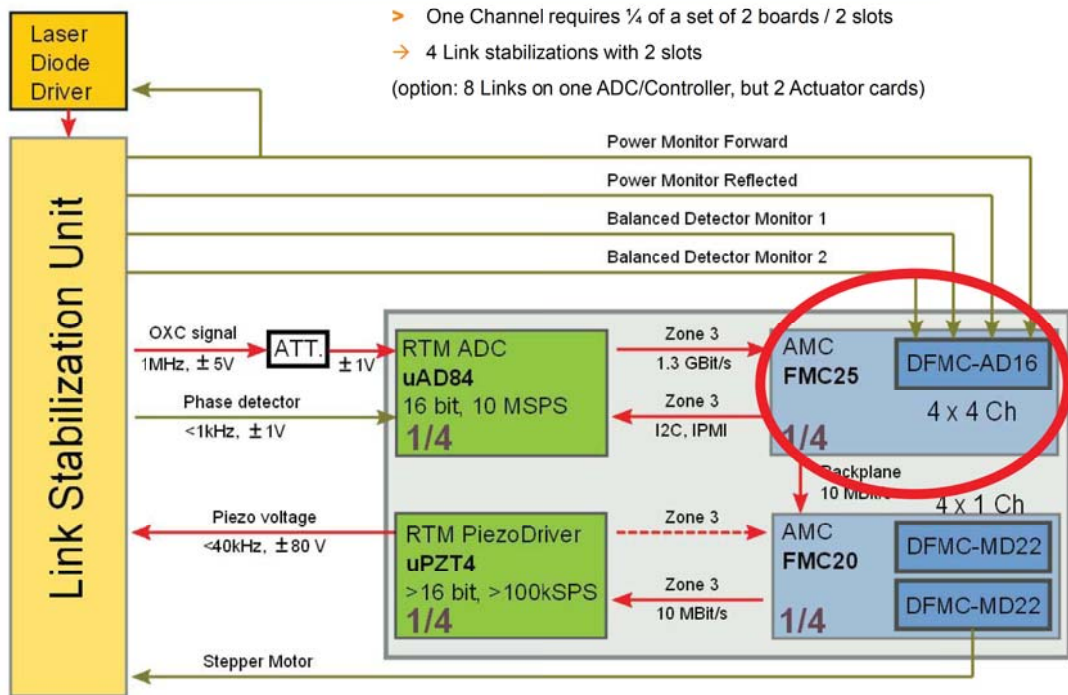 > One Channel requires ¼ of a set of 2 boards / 2 slots
→ 4 Link stabilizations with 2 slots
(option: 8 Links on one ADC/Controller, but 2 Actuator cards)
Laser
Diode
Driver
Link Stabilization Unit
Power Monitor Forward
Power Monitor Reflected
Balanced Detector Monitor 1
Balanced Detector Monitor 2
OXC signal
1MHz, ±5V
ATT.
±1V
Phase detector
<1kHz, ±1V
RTM ADC
uAD84
16 bit, 10 MSPS
1/4
Zone 3
1.3 GBit/s
Zone 3
I2C, IPMI
AMC
FMC25
DFMC-AD16
4 x 4 Ch
1/4
Backplane
10 MBit/s
4 x 1 Ch
Piezo voltage
<40kHz, ±80 V
RTM PiezoDriver
uPZT4
>16 bit, >100kSPS
1/4
Zone 3
Zone 3
10 MBit/s
AMC
FMC20
DFMC-MD22
DFMC-MD22
1/4
Stepper Motor